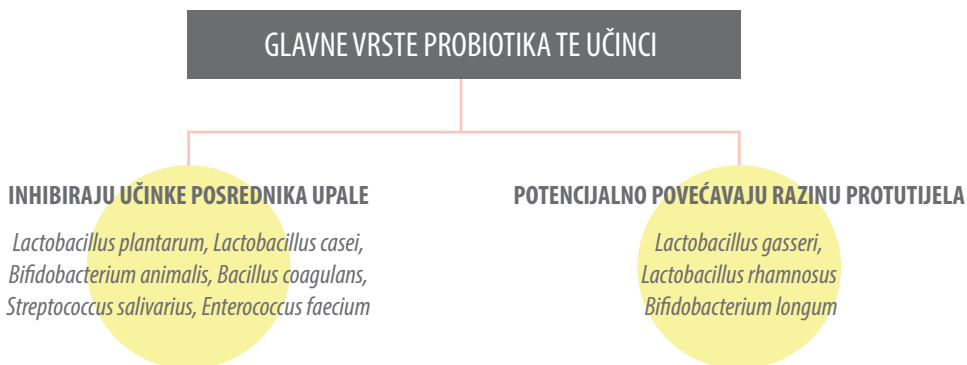 GLAVNE VRSTE PROBIOTIKA TE UČINCI
INHIBIRAJU UČINKE POSREDNIKA UPALE
Lactobacillus plantarum, Lactobacillus casei,
Bifidobacterium animalis, Bacillus coagulans,
Streptococcus salivarius, Enterococcus faecium
POTENCIJALNO POVEĆAVAJU RAZINU PROTUTIJELA
Lactobacillus gasseri,
Lactobacillus rhamnosus
Bifidobacterium longum